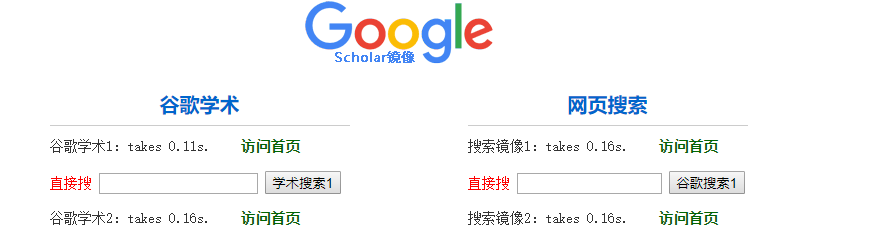 Google
Scholar镜像
谷歌学术
谷歌学术1：takes 0.11s. 访问首页
直接搜 学术搜索1
谷歌学术2：takes 0.16s. 访问首页
网页搜索
搜索镜像1：takes 0.16s. 访问首页
直接搜 谷歌搜索1
搜索镜像2：takes 0.16s. 访问首页